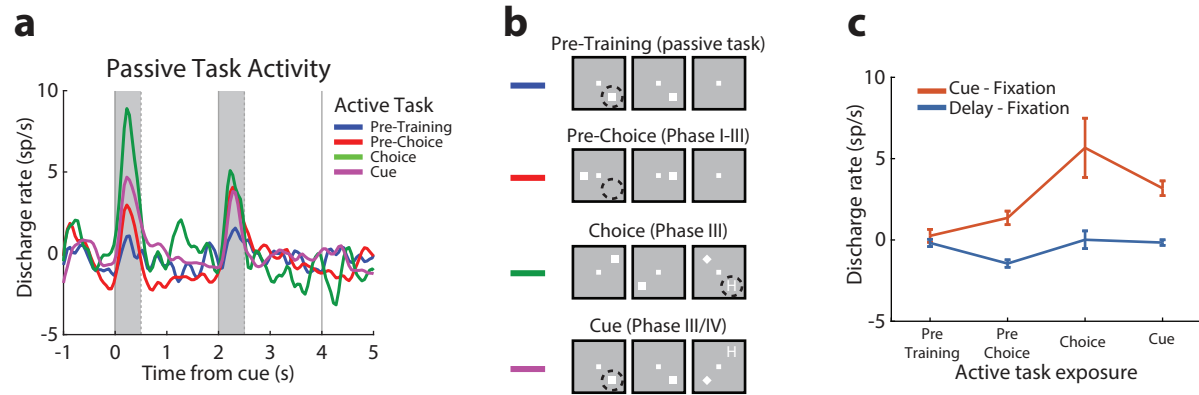 a
Passive Task Activity
Discharge rate (sp/s)
10
5
0
-5
-1 0 1 2 3 4 5
Time from cue (s)
Active Task
Pre-Training
Pre-Choice
Choice
Cue
b
Pre-Training (passive task)
Pre-Choice (Phase I-III)
Choice (Phase III)
H
Cue (Phase III/IV)
H
c
Discharge rate (sp/s)
10
5
0
-5
Cue - Fixation
Delay - Fixation
Pre
Training
Pre
Choice
Choice
Cue
Active task exposure